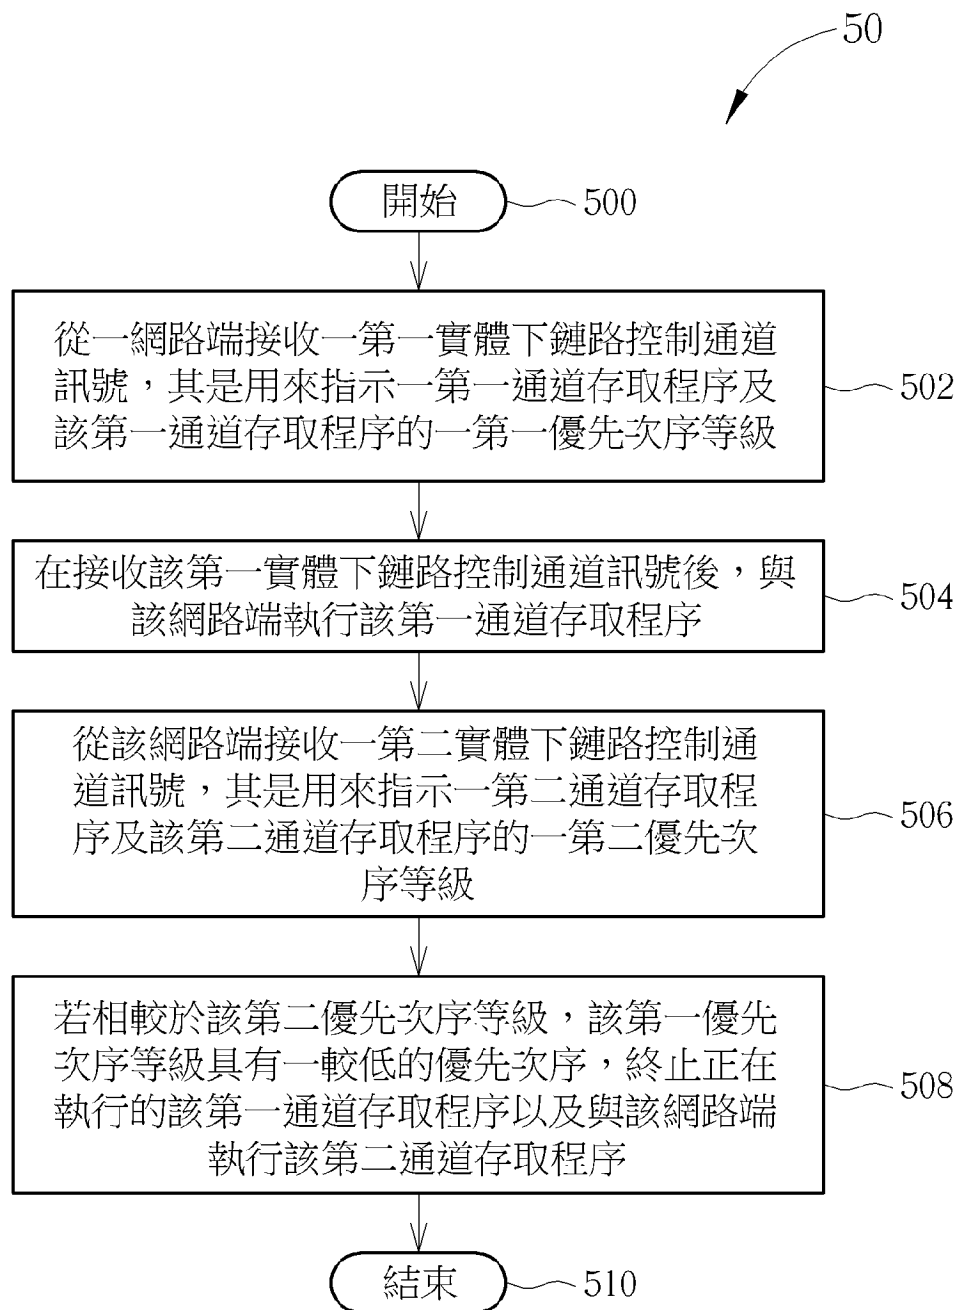 50
開始
500
從一網路端接收一第一實體下鏈路控制通道
訊號，其是用來指示一第一通道存取程序及
該第一通道存取程序的一第一優先次序等級
502
在接收該第一實體下鏈路控制通道訊號後，與
該網路端執行該第一通道存取程序
504
從該網路端接收一第二實體下鏈路控制通
道訊號，其是用來指示一第二通道存取程
序及該第二通道存取程序的一第二優先次
序等級
506
若相較於該第二優先次序等級，該第一優先
次序等級具有一較低的優先次序，終止正在
執行的該第一通道存取程序以及與該網路端
執行該第二通道存取程序
508
結束
510